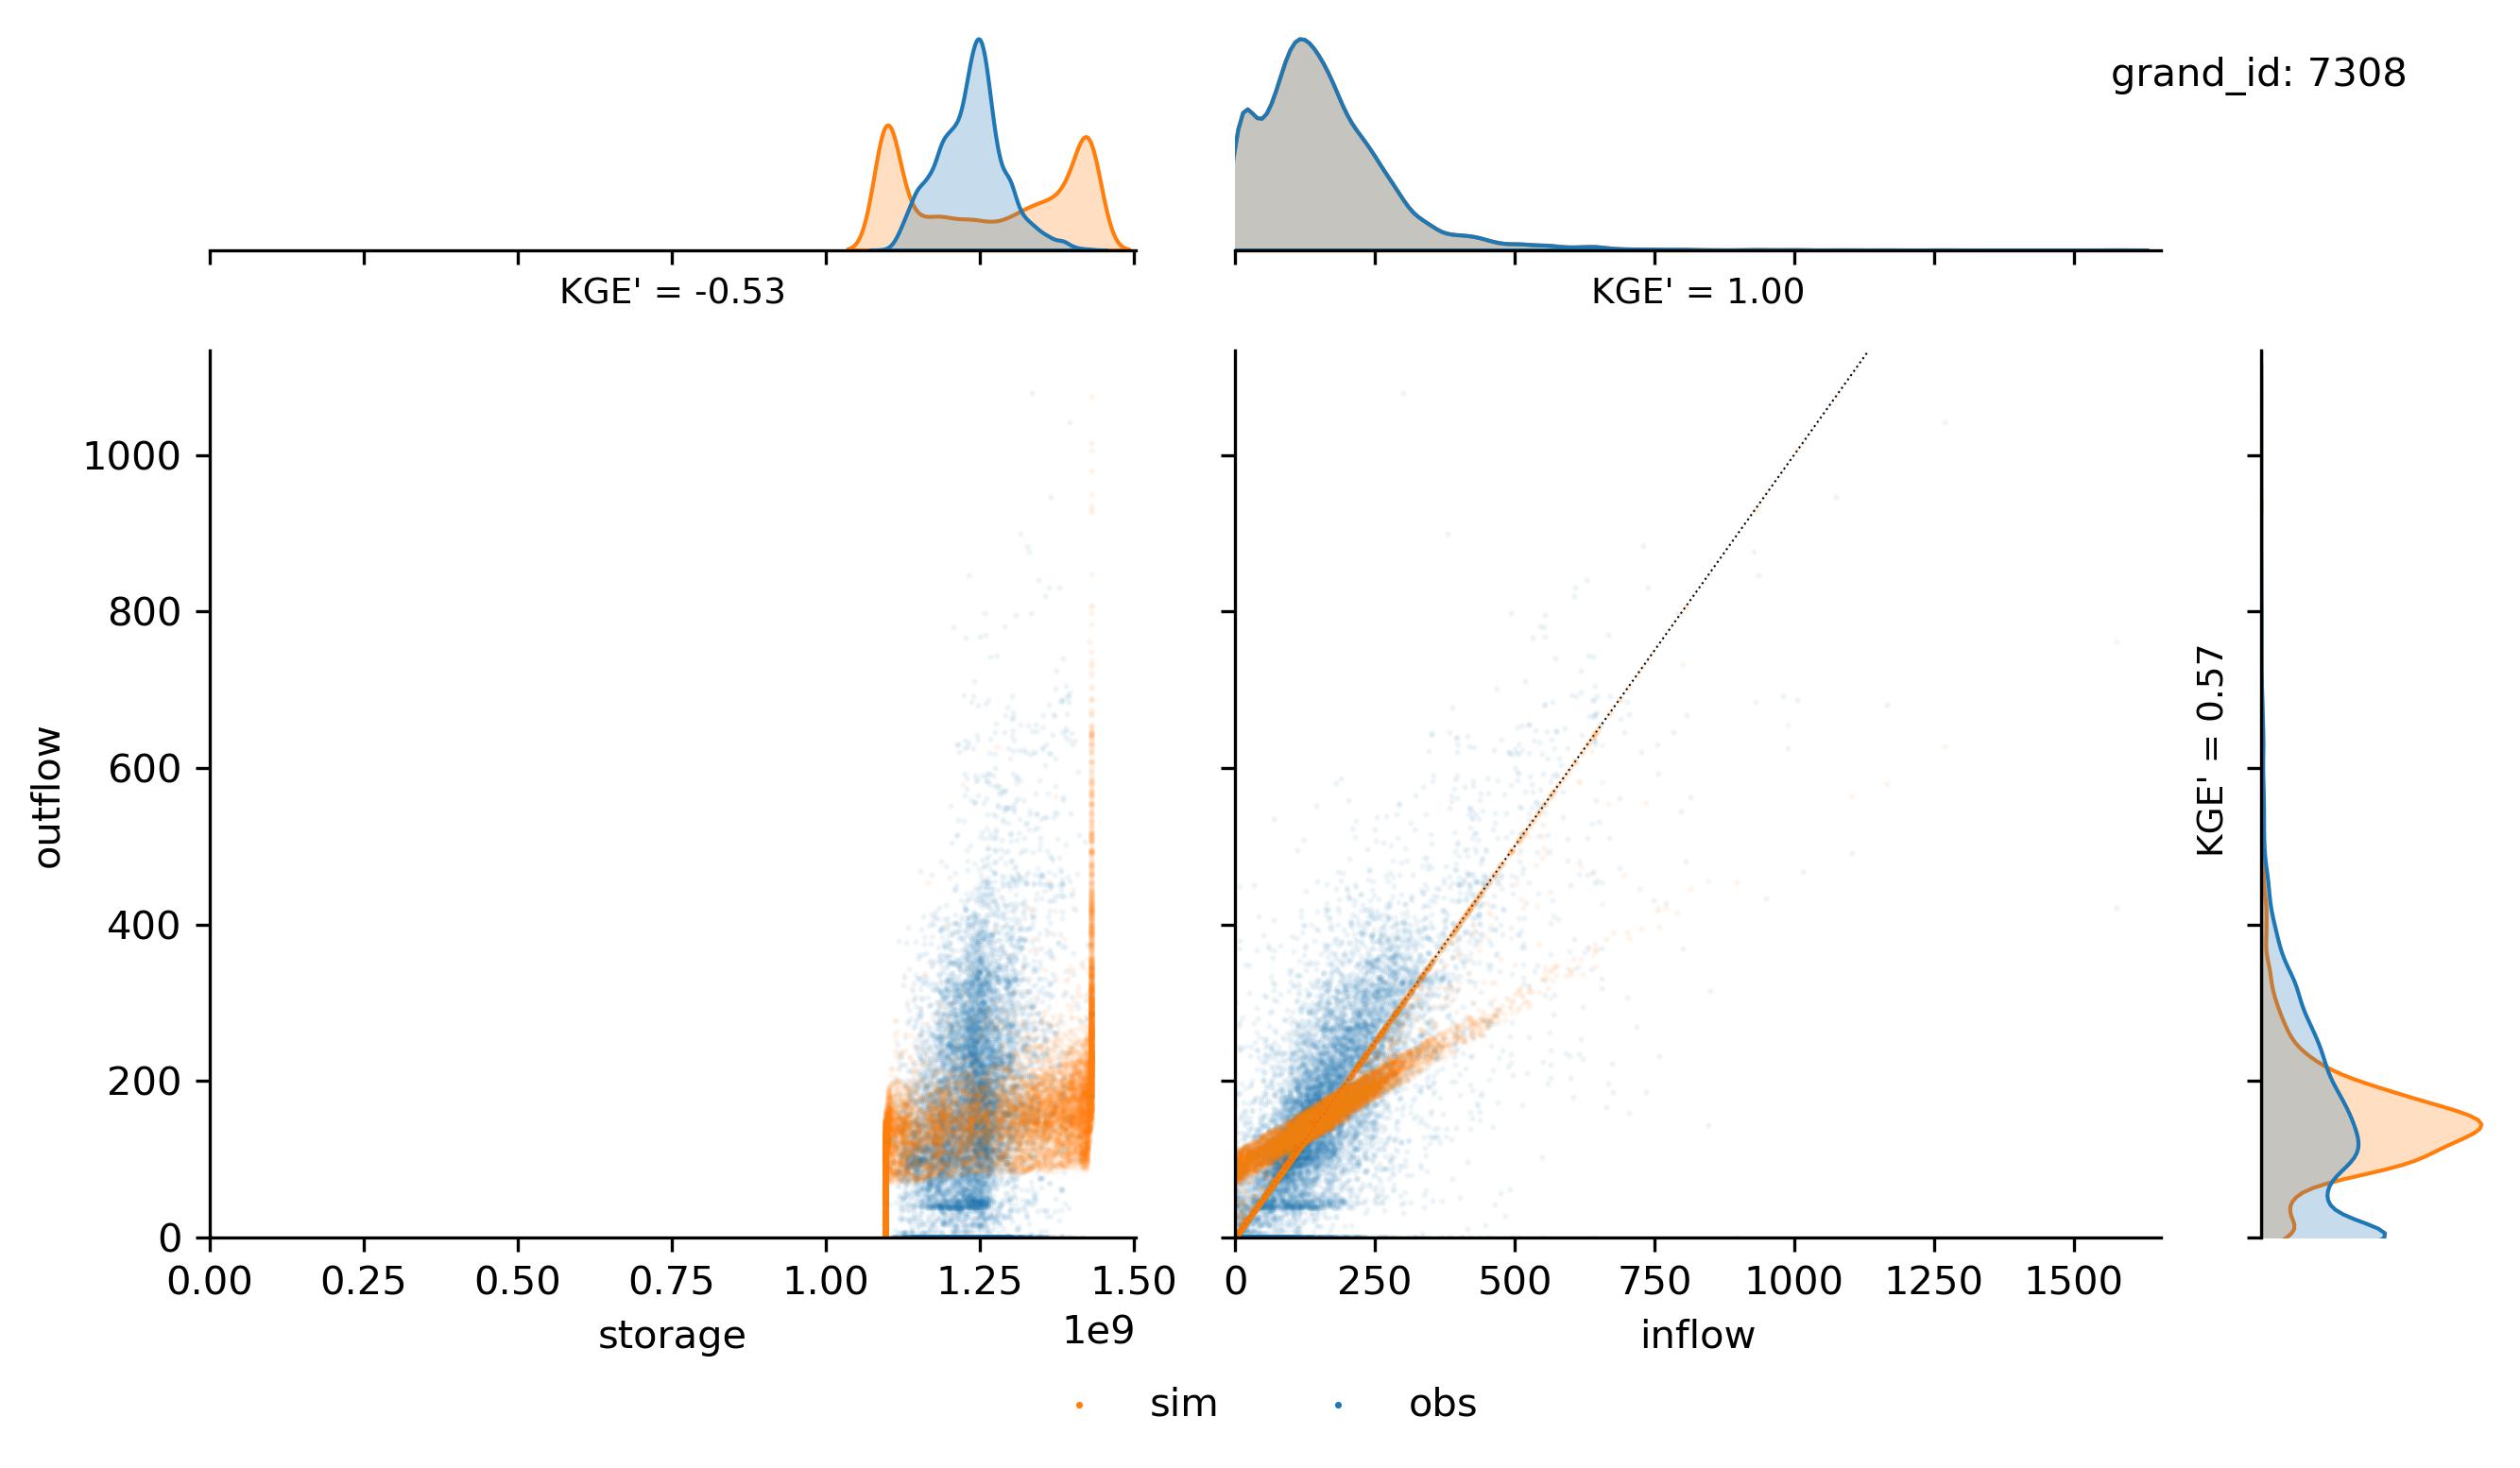 grand_id: 7308
KGE' = -0.53
KGE' = 1.00
1000
800
600
400
200
0
outflow
KGE' = 0.57
0.00 0.25 0.50 0.75 1.00 1.25 1.50
0 250 500 750 1000 1250 1500
storage
1e9
inflow
sim obs